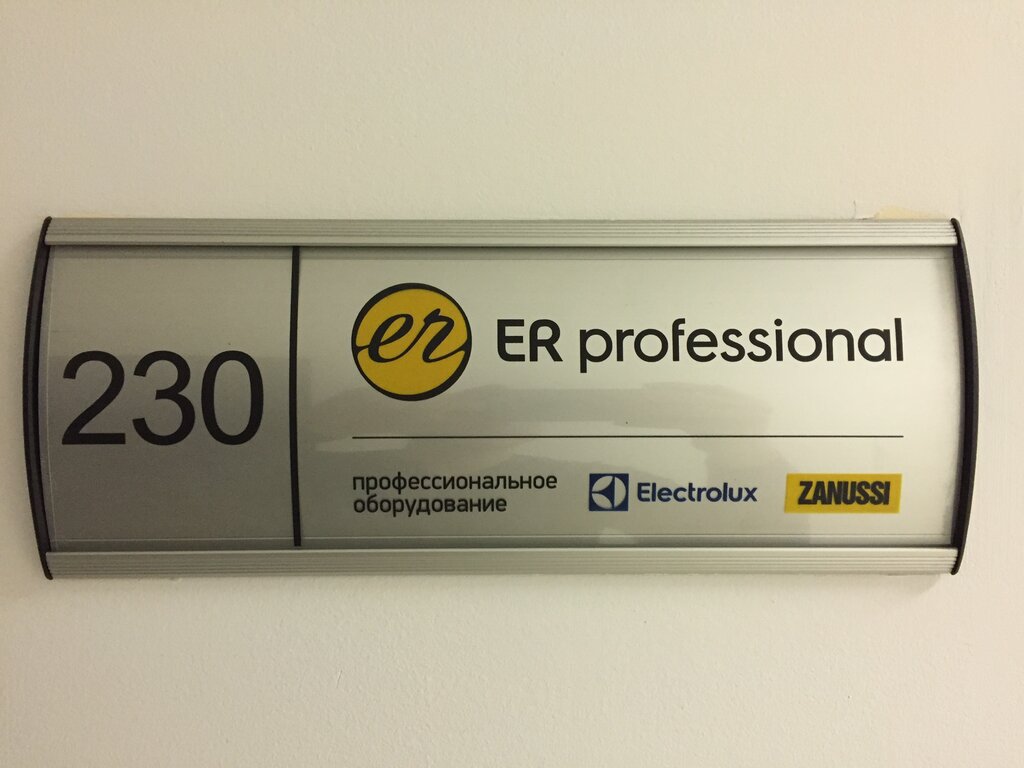 230
er
ER professional
профессиональное
оборудование
Electrolux
ZANUSSI